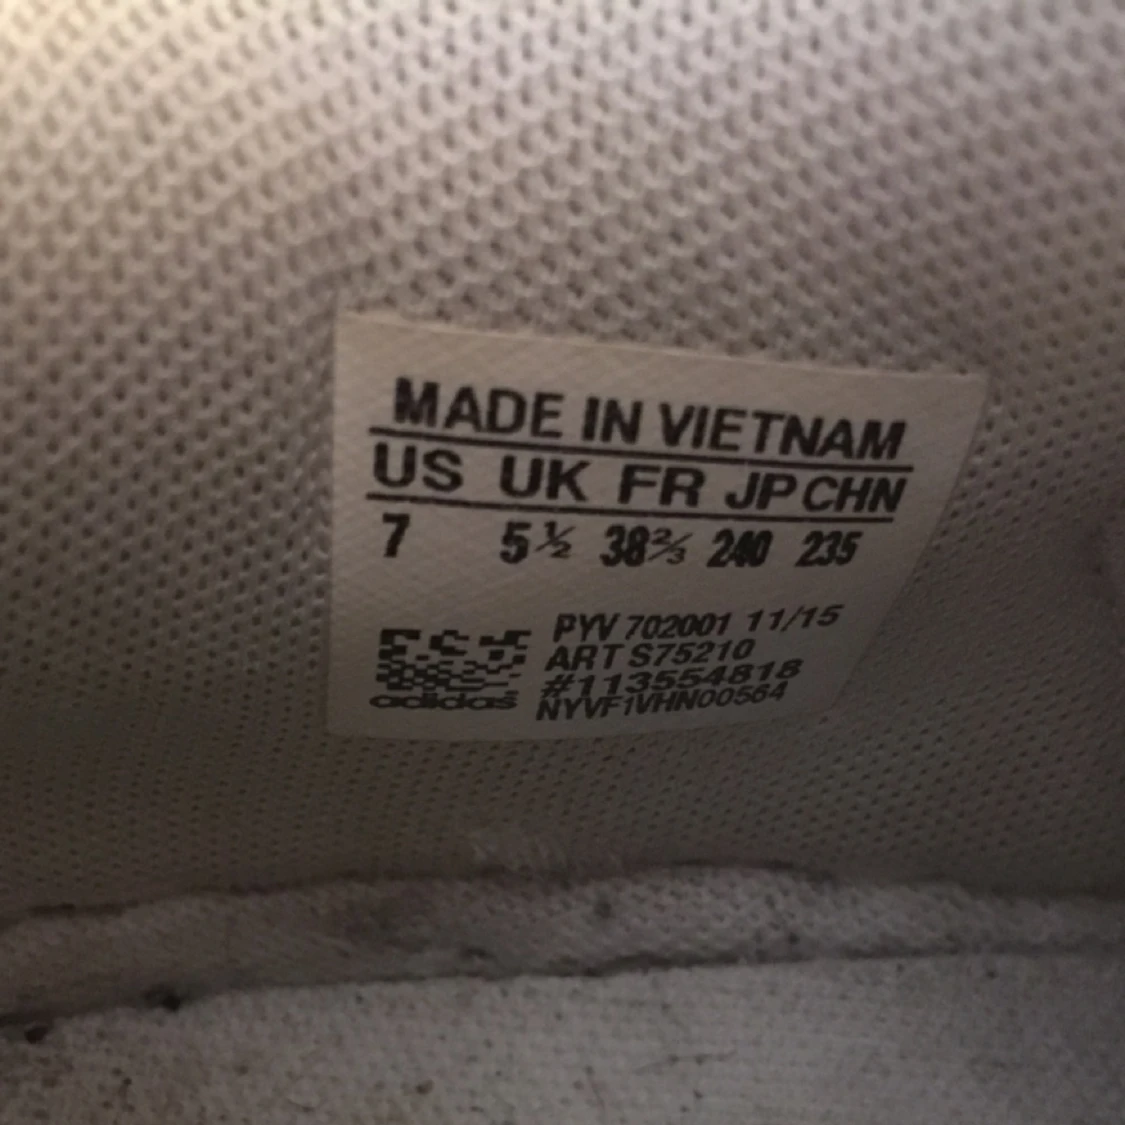 MADE IN VIETNAM
US UK FR JP CHN
7 5½ 38⅔ 240 235
PYV 702001 11/15
ART S75210
#113554818
NYVF1VHN00564
adidas